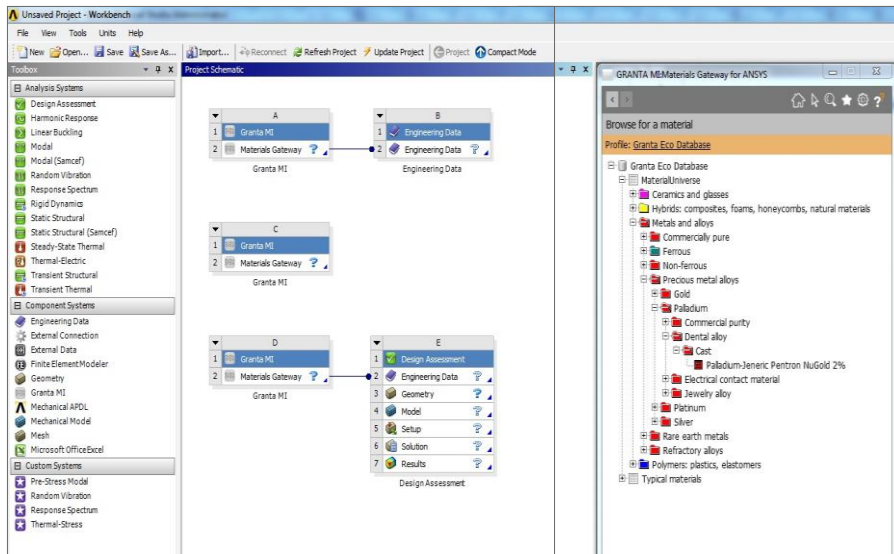 Unsaved Project - Workbench
File View Tools Units Help
New Open... Save Save As... Import... Reconnect Refresh Project Update Project Project Compact Mode
Toolbox
Analysis Systems
Design Assessment
Harmonic Response
Linear Buckling
Modal
Modal (Samcef)
Random Vibration
Response Spectrum
Rigid Dynamics
Static Structural
Static Structural (Samcef)
Steady-State Thermal
Thermal-Electric
Transient Structural
Transient Thermal
Component Systems
Engineering Data
External Connection
External Data
Finite Element Modeler
Geometry
Granta MI
Mechanical APDL
Mechanical Model
Mesh
Microsoft Office Excel
Custom Systems
Pre-Stress Modal
Random Vibration
Response Spectrum
Thermal-Stress
Project Schematic
A
1 Granta MI
2 Materials Gateway ?
Granta MI
B
1 Engineering Data
2 Engineering Data ?
Engineering Data
C
1 Granta MI
2 Materials Gateway ?
Granta MI
D
1 Granta MI
2 Materials Gateway ?
Granta MI
E
1 Design Assessment
2 Engineering Data ?
3 Geometry ?
4 Model ?
5 Setup ?
6 Solution ?
7 Results ?
Design Assessment
GRANTA MI:Materials Gateway for ANSYS
Browse for a material
Profile: Granta Eco Database
Granta Eco Database
MaterialUniverse
Ceramics and glasses
Hybrids: composites, foams, honeycombs, natural materials
Metals and alloys
Commercially pure
Ferrous
Non-ferrous
Precious metal alloys
Gold
Palladium
Commercial purity
Dental alloy
Cast
Palladium-Jeneric Pentron NuGold 2%
Electrical contact material
Jewelry alloy
Platinum
Silver
Rare earth metals
Refractory alloys
Polymers: plastics, elastomers
Typical materials